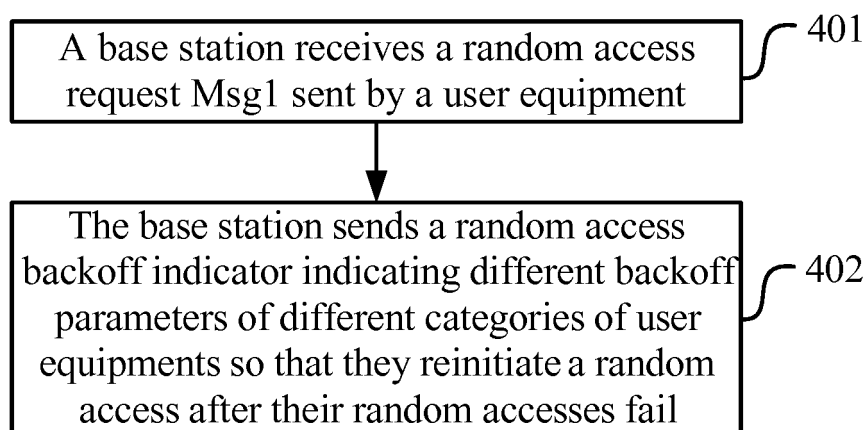 A base station receives a random access
request Msg1 sent by a user equipment
401
The base station sends a random access
backoff indicator indicating different backoff
parameters of different categories of user
equipments so that they reinitiate a random
access after their random accesses fail
402